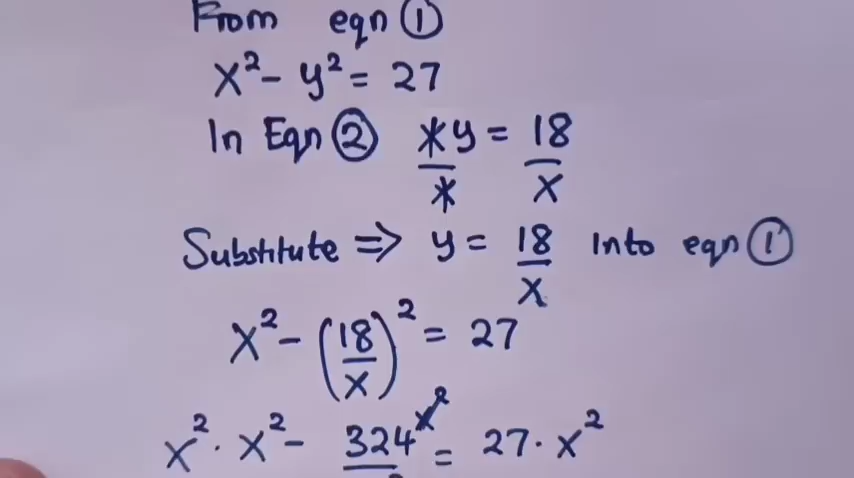 From eqn ①
x² - y² = 27
In Eqn ② xy/x = 18/x
Substitute ⇒ y = 18/x into eqn ①
x² - (18/x)² = 27
x² · x² - 324x² = 27 · x²